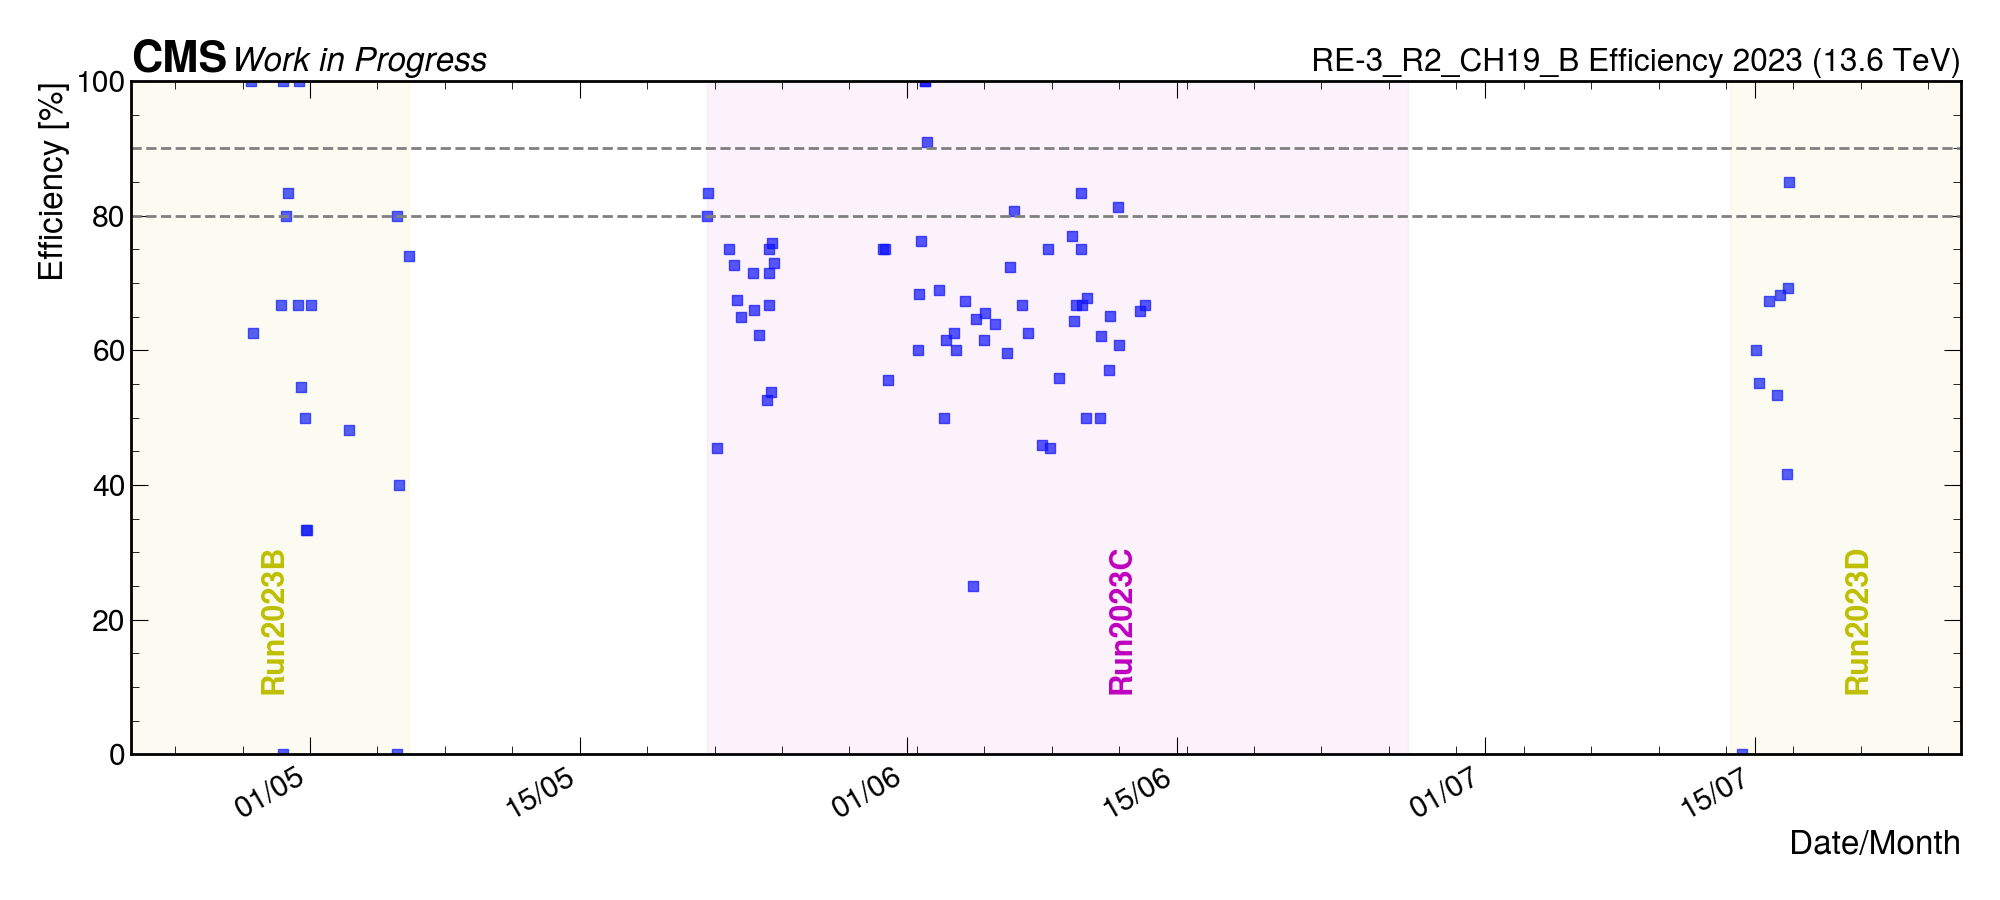 CMS Work in Progress
RE-3_R2_CH19_B Efficiency 2023 (13.6 TeV)
Efficiency [%]
100
80
60
40
20
0
Run2023B
Run2023C
Run2023D
01/05
15/05
01/06
15/06
01/07
15/07
Date/Month